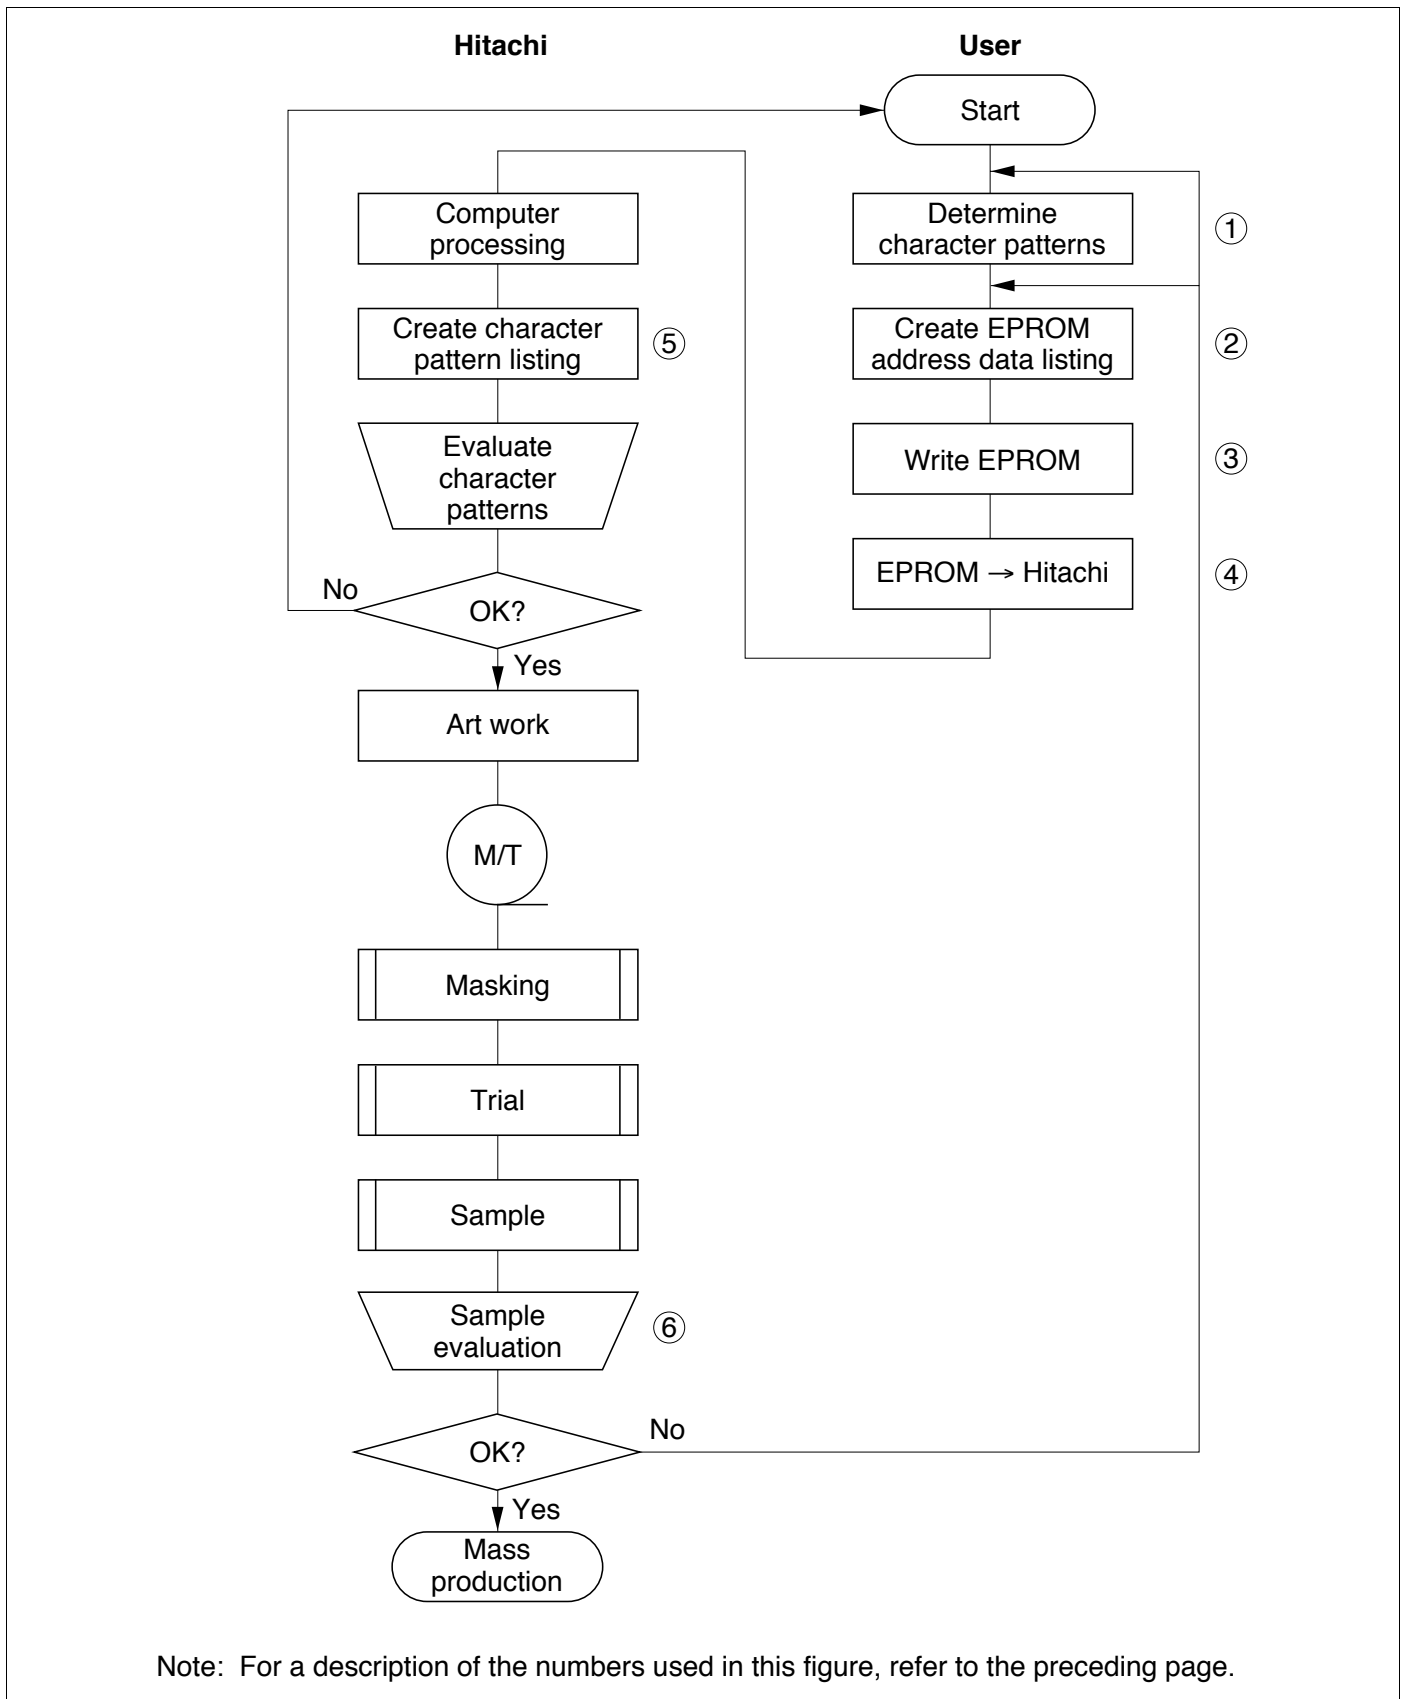 Hitachi
User
Start
Computer
processing
Determine
character patterns
①
Create character
pattern listing
⑤
Create EPROM
address data listing
②
Evaluate
character
patterns
Write EPROM
③
EPROM → Hitachi
④
No
OK?
Yes
Art work
M/T
Masking
Trial
Sample
Sample
evaluation
⑥
OK?
No
Yes
Mass
production
Note: For a description of the numbers used in this figure, refer to the preceding page.